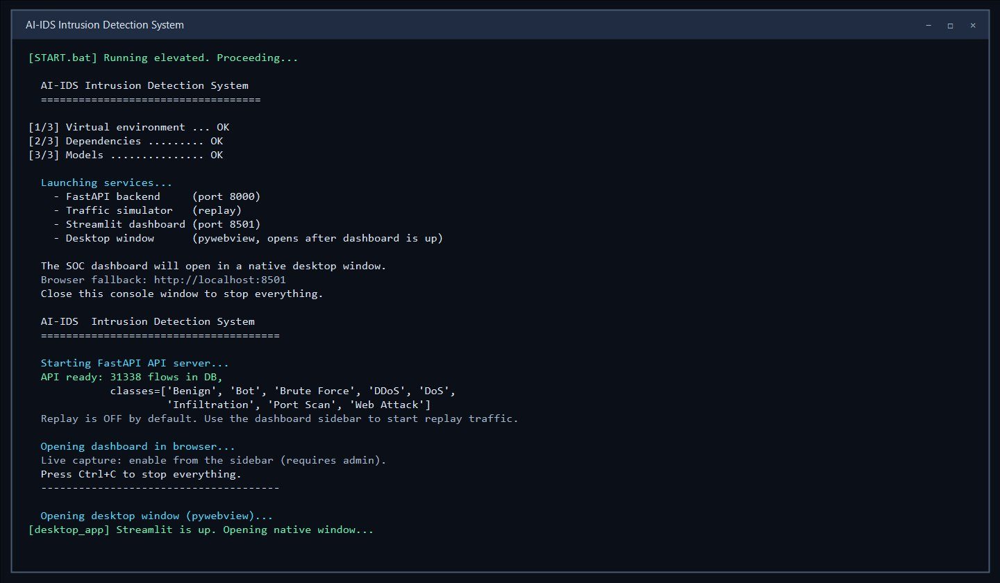 AI-IDS Intrusion Detection System
[START.bat] Running elevated. Proceeding...
AI-IDS Intrusion Detection System
===================================
[1/3] Virtual environment ... OK
[2/3] Dependencies ......... OK
[3/3] Models ............... OK
Launching services...
- FastAPI backend     (port 8000)
- Traffic simulator   (replay)
- Streamlit dashboard (port 8501)
- Desktop window      (pywebview, opens after dashboard is up)
The SOC dashboard will open in a native desktop window.
Browser fallback: http://localhost:8501
Close this console window to stop everything.
AI-IDS  Intrusion Detection System
======================================
Starting FastAPI API server...
API ready: 31338 flows in DB,
classes=['Benign', 'Bot', 'Brute Force', 'DDoS', 'DoS',
'Infiltration', 'Port Scan', 'Web Attack']
Replay is OFF by default. Use the dashboard sidebar to start replay traffic.
Opening dashboard in browser...
Live capture: enable from the sidebar (requires admin).
Press Ctrl+C to stop everything.
--------------------------------------
Opening desktop window (pywebview)...
[desktop_app] Streamlit is up. Opening native window...